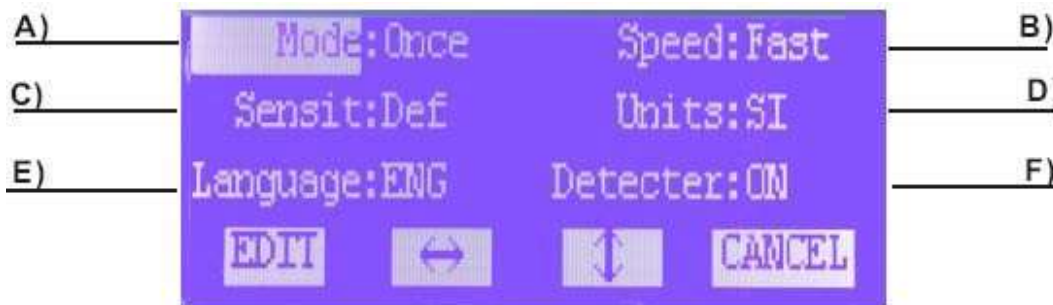 A) Mode:Once Speed:Fast B)
C) Sensit:Def Units:SI D
E) Language:ENG Detecter:ON F)
EDIT ↔ ↕ CANCEL